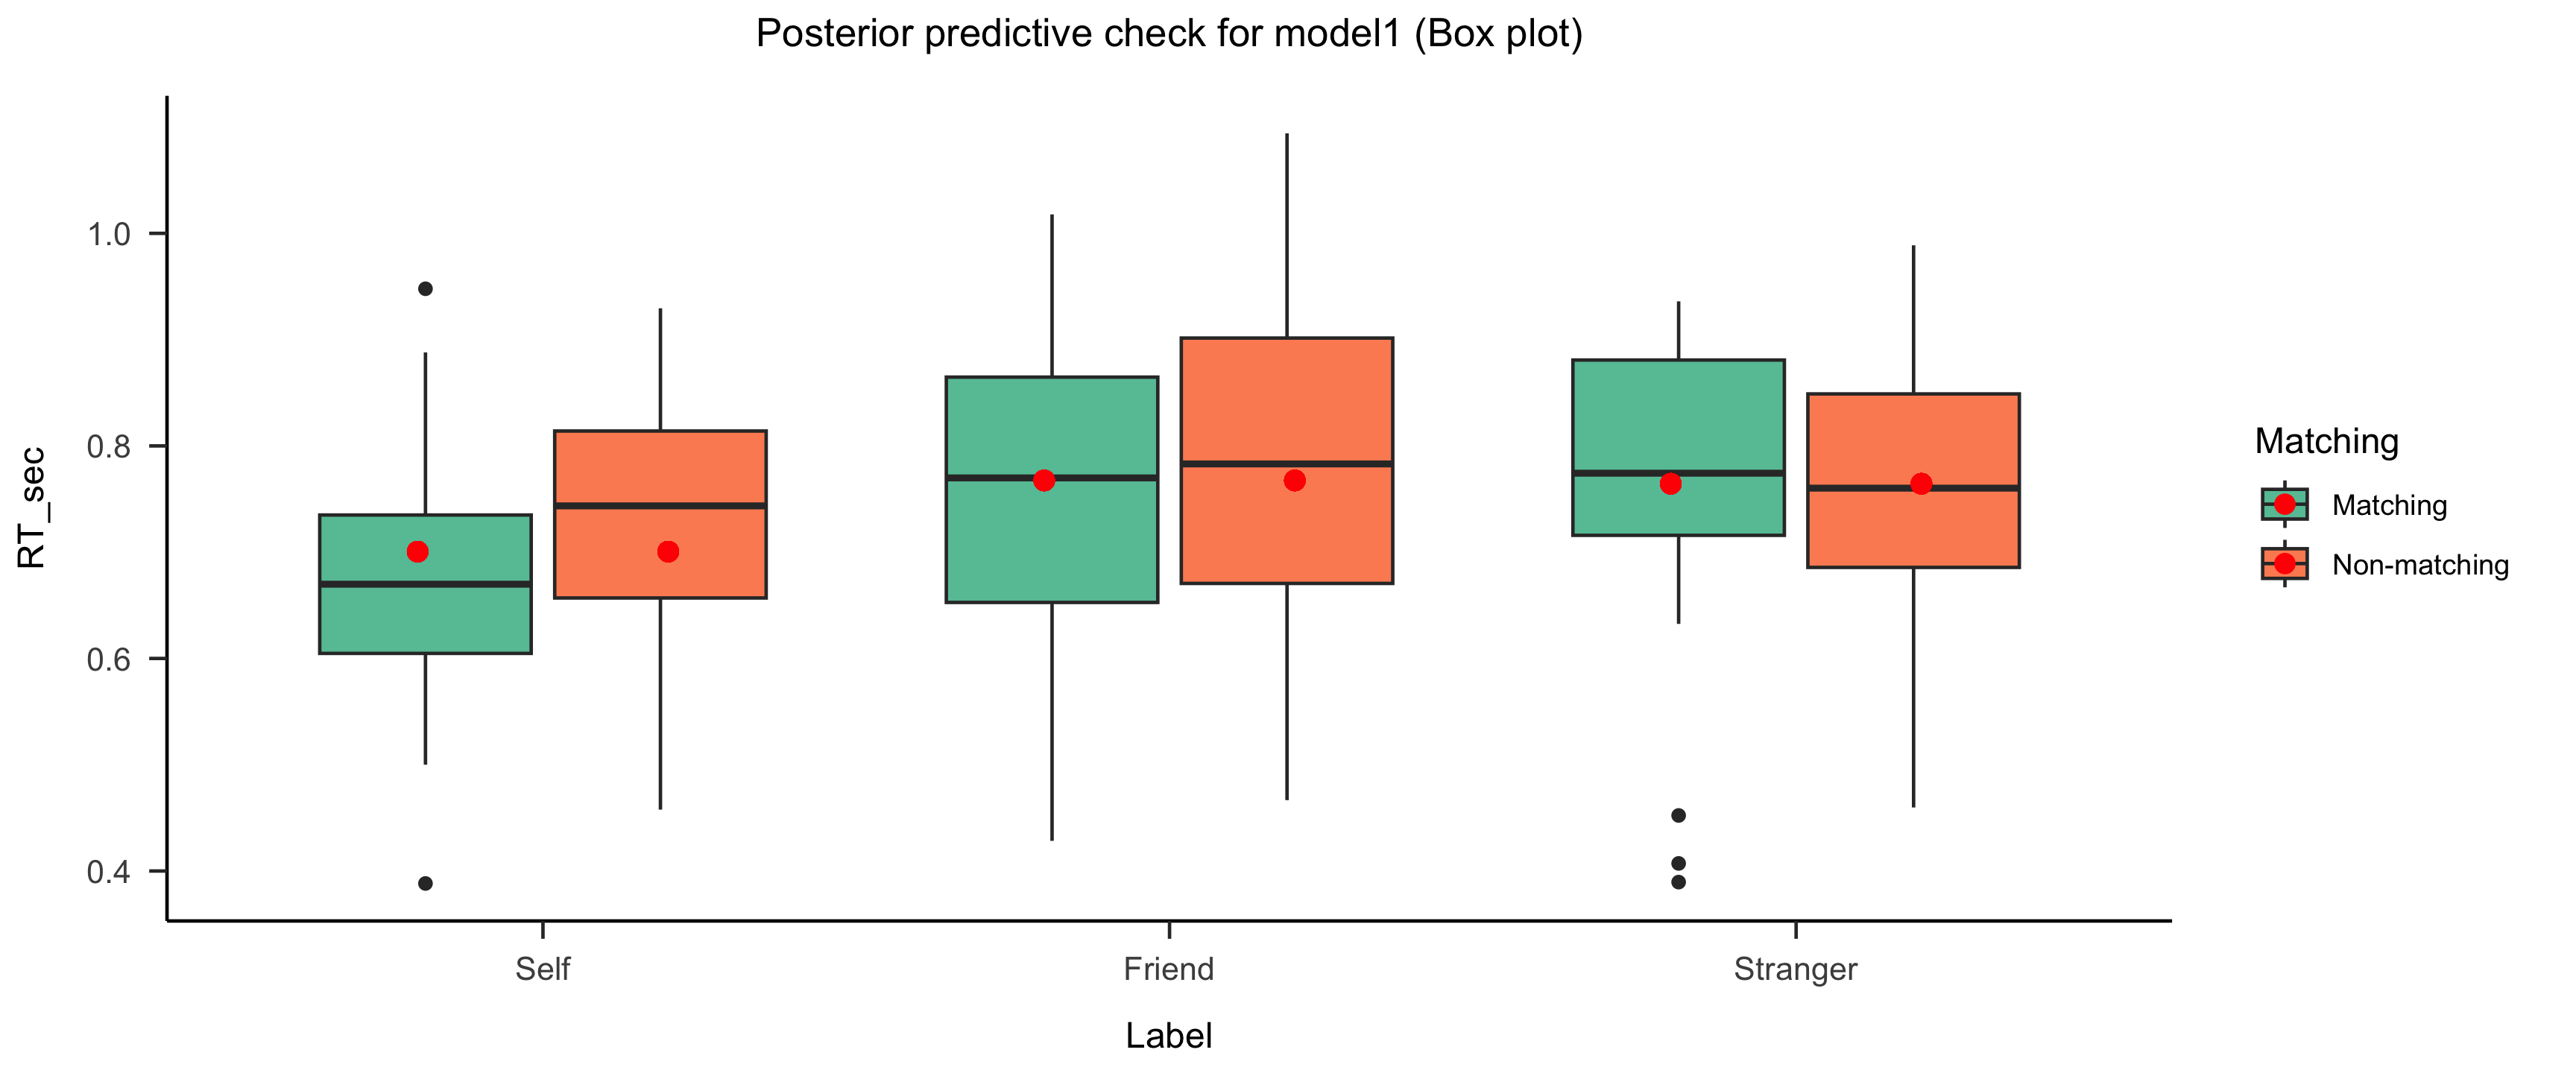 Posterior predictive check for model1 (Box plot)
RT_sec
1.0
0.8
0.6
0.4
Self
Friend
Stranger
Label
Matching
Matching
Non-matching